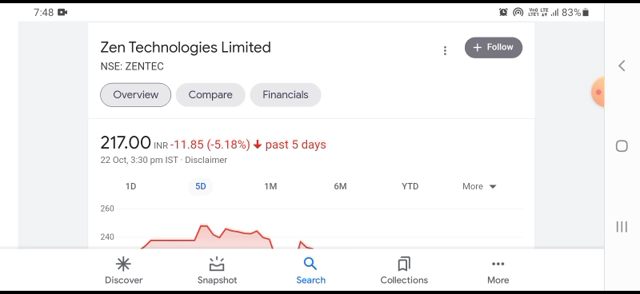 7:48 83%
Zen Technologies Limited
+ Follow
NSE: ZENTEC
Overview Compare Financials
217.00 INR -11.85 (-5.18%) ↓ past 5 days
22 Oct, 3:30 pm IST · Disclaimer
1D 5D 1M 6M YTD More
260
240
Discover Snapshot Search Collections More